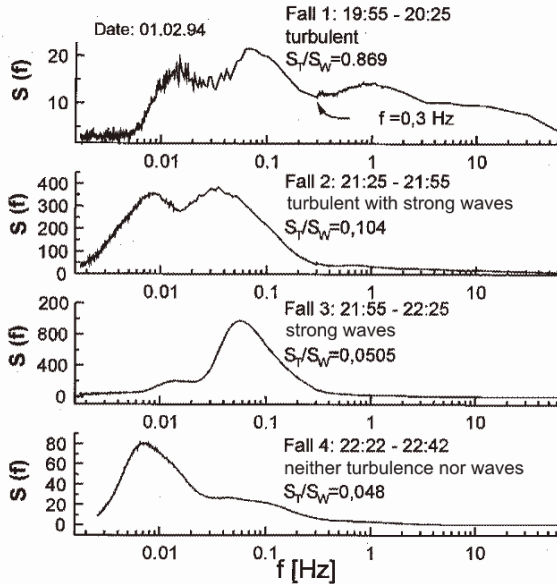 Date: 01.02.94
Fall 1: 19:55 - 20:25
turbulent
S_T/S_W=0.869
f =0,3 Hz
S (f)
20
10
0.01 0.1 1 10
Fall 2: 21:25 - 21:55
turbulent with strong waves
S_T/S_W=0,104
S (f)
400
300
200
100
0
0.01 0.1 1 10
Fall 3: 21:55 - 22:25
strong waves
S_T/S_W=0,0505
S (f)
200
800
400
0
0.01 0.1 1 10
Fall 4: 22:22 - 22:42
neither turbulence nor waves
S_T/S_W=0,048
S (f)
80
60
40
20
0
0.01 0.1 1 10
f [Hz]